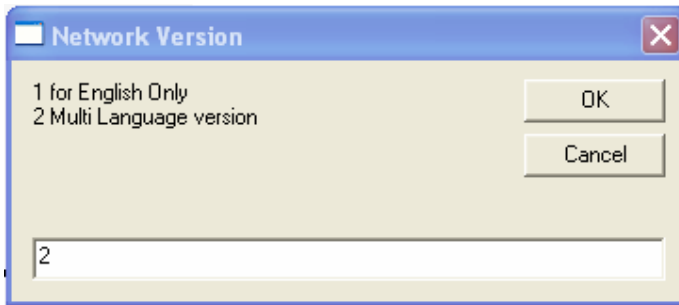 Network Version
1 for English Only
2 Multi Language version
OK
Cancel
2